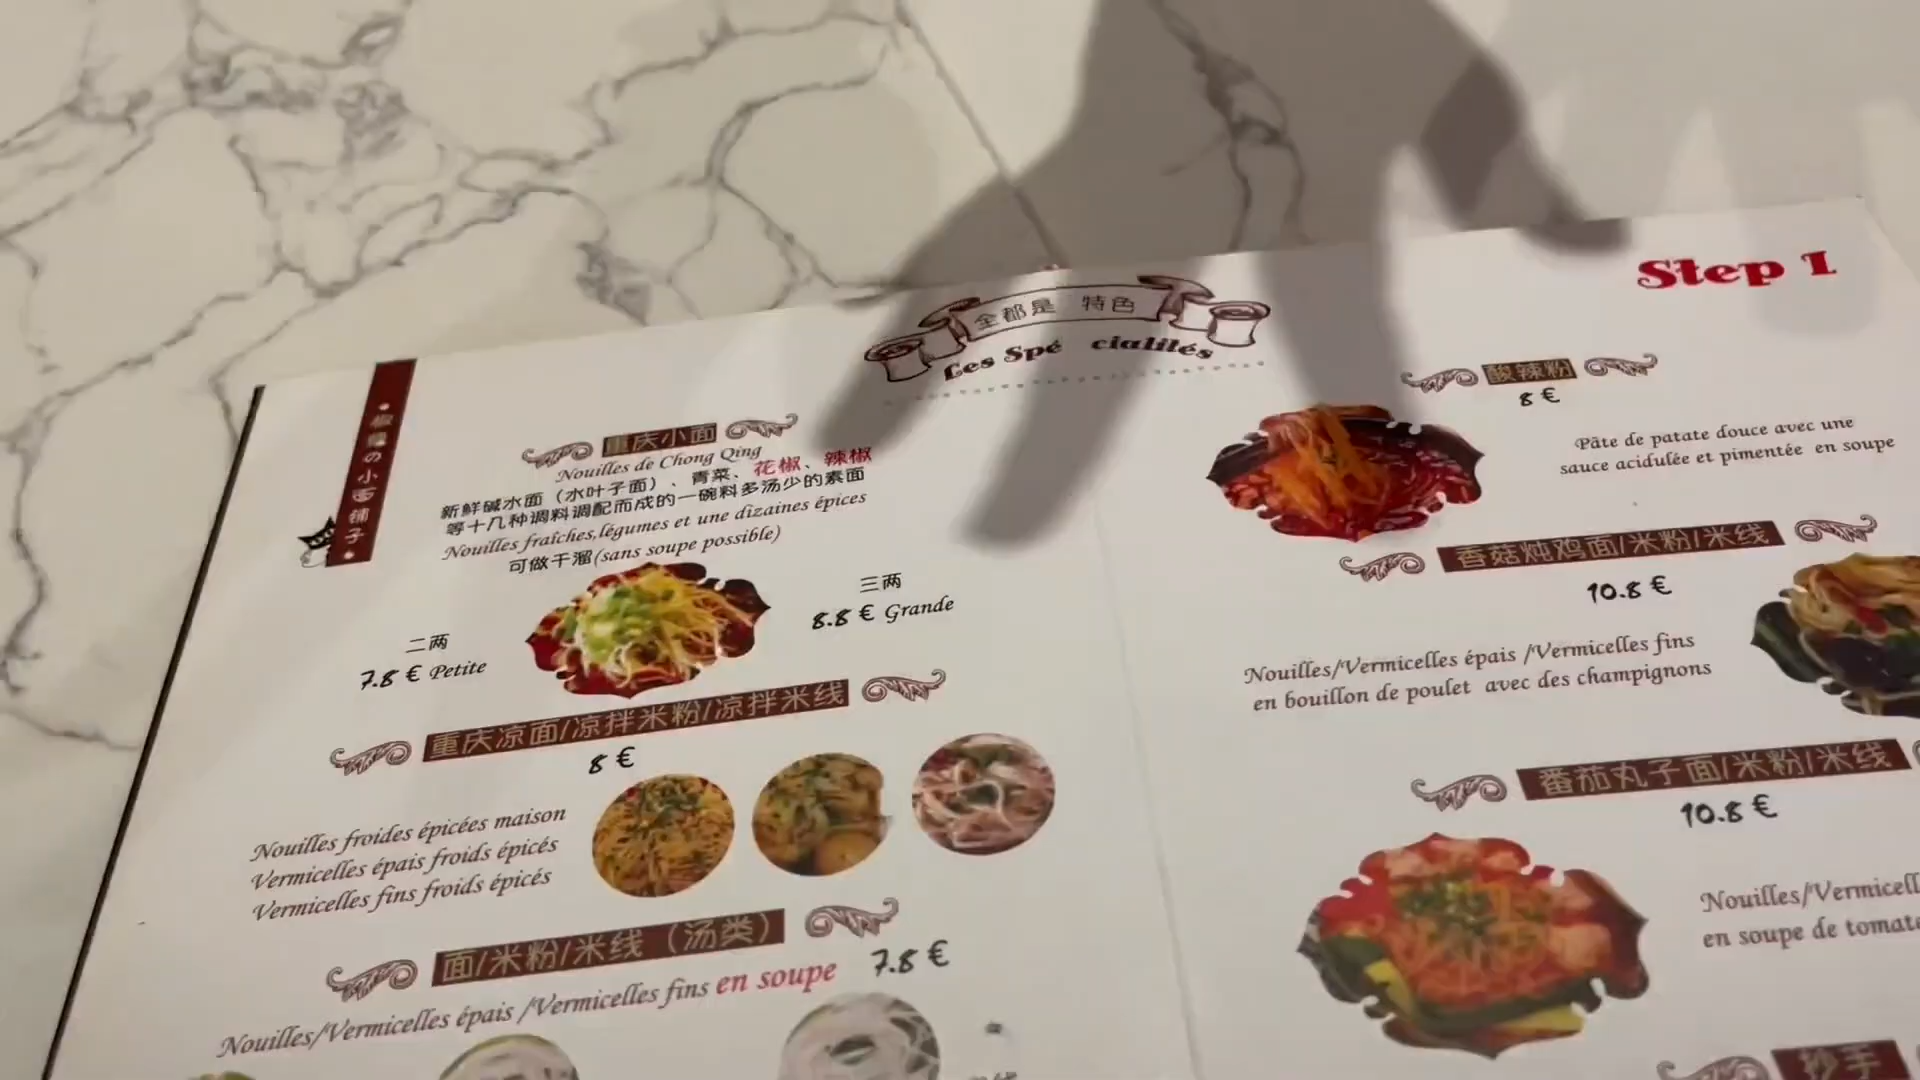 Step 1
全都是 特色
Les Spé cialités
の小面铺子
重庆小面
Nouilles de Chong Qing
新鲜碱水面（水叶子面）、青菜、花椒、辣椒
等十几种调料调配而成的一碗料多汤少的素面
Nouilles fraîches,légumes et une dizaines épices
可做干溜(sans soupe possible)
二两
7.8 € Petite
三两
8.8 € Grande
重庆凉面/凉拌米粉/凉拌米线
8 €
Nouilles froides épicées maison
Vermicelles épais froids épicés
Vermicelles fins froids épicés
面/米粉/米线（汤类）
7.8 €
Nouilles/Vermicelles épais /Vermicelles fins en soupe
酸辣粉
8 €
Pâte de patate douce avec une
sauce acidulée et pimentée en soupe
香菇炖鸡面/米粉/米线
10.8 €
Nouilles/Vermicelles épais /Vermicelles fins
en bouillon de poulet avec des champignons
番茄丸子面/米粉/米线
10.8 €
Nouilles/Vermicell
en soupe de tomate
抄手